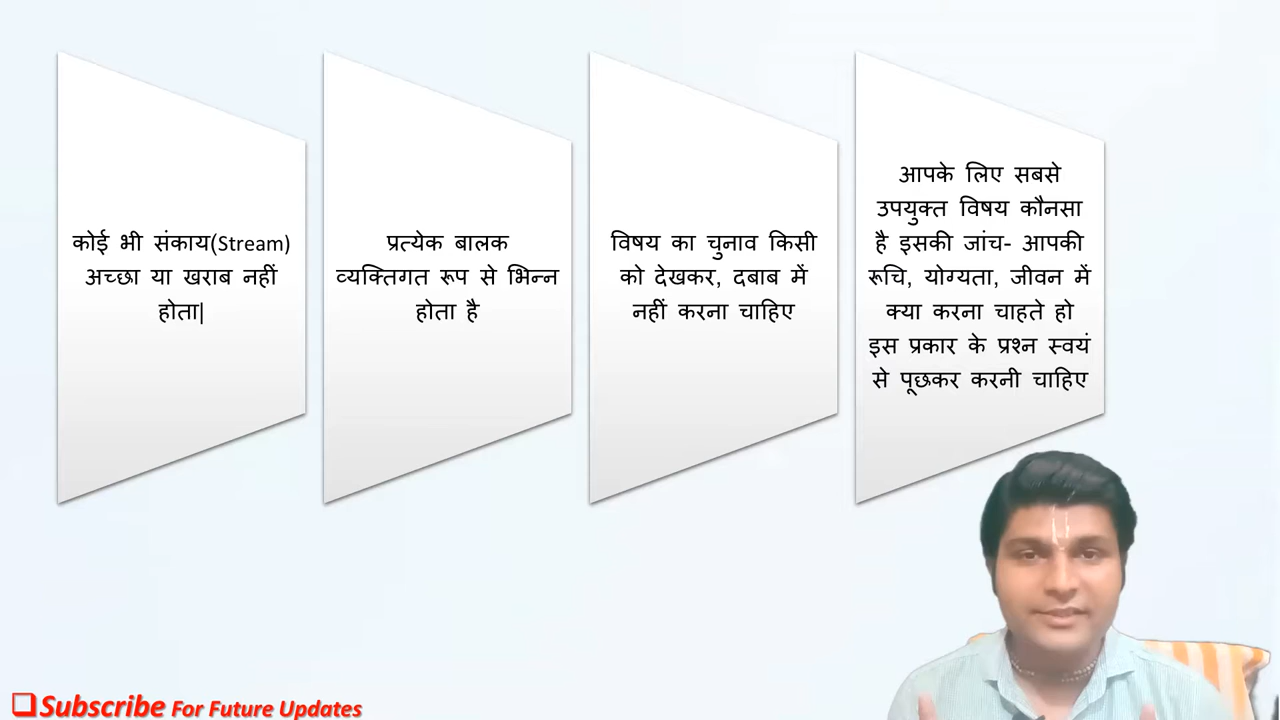 कोई भी संकाय(Stream)
अच्छा या खराब नहीं
होता|
प्रत्येक बालक
व्यक्तिगत रूप से भिन्न
होता है
विषय का चुनाव किसी
को देखकर, दबाब में
नहीं करना चाहिए
आपके लिए सबसे
उपयुक्त विषय कौनसा
है इसकी जांच- आपकी
रूचि, योग्यता, जीवन में
क्या करना चाहते हो
इस प्रकार के प्रश्न स्वयं
से पूछकर करनी चाहिए
Subscribe For Future Updates